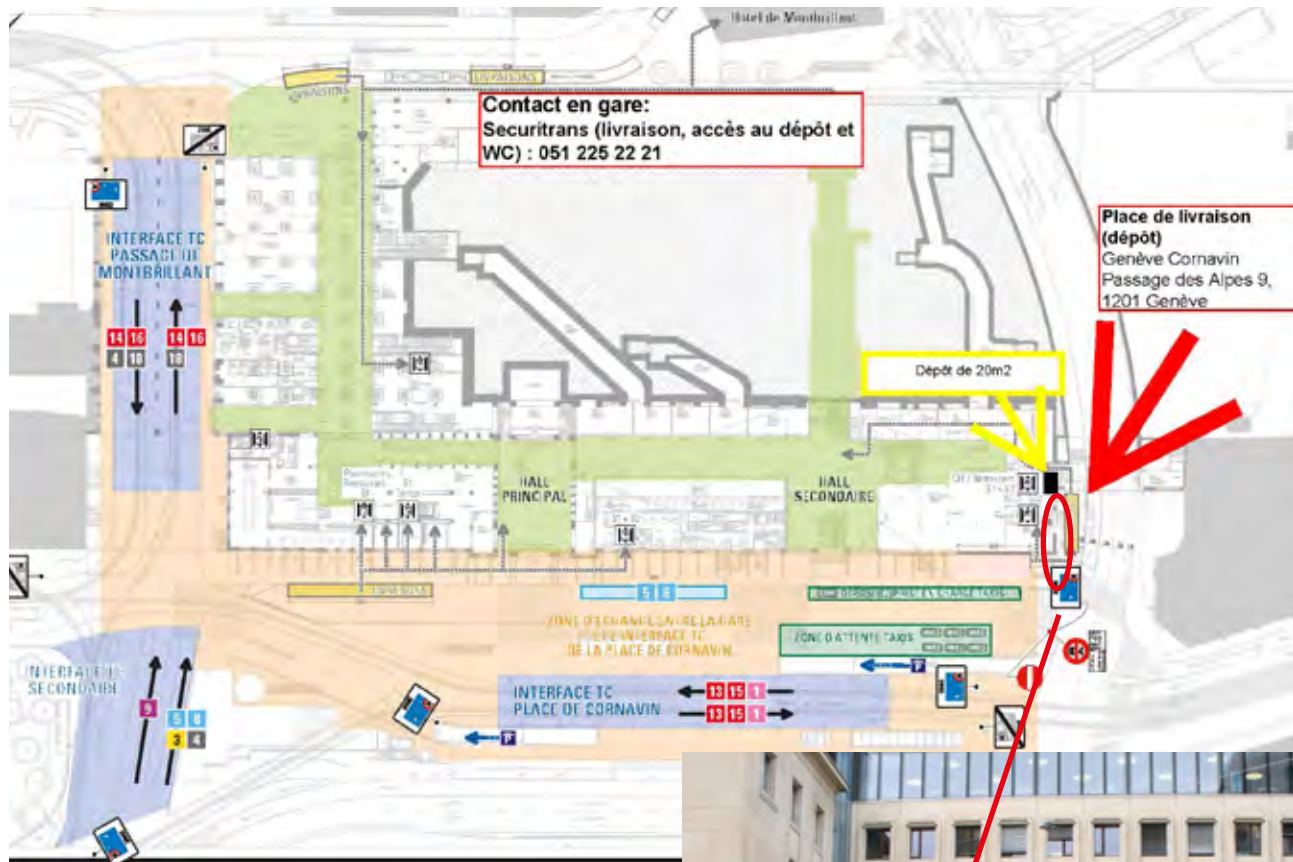 Hotel de Montbrillant
LIVRAISONS
Contact en gare:
Securitrans (livraison, accès au dépôt et
WC) : 051 225 22 21
Place de livraison
(dépôt)
Genève Cornavin
Passage des Alpes 9,
1201 Genève
INTERFACE TC
PASSAGE DE
MONTBRILLANT
14 16
14 16
4 18
18
Dépôt de 20m2
HALL
PRINCIPAL
HALL
SECONDAIRE
5 8
ZONE D'ECHANGE ENTRE LA GARE
ET L'INTERFACE TC
DE LA PLACE DE CORNAVIN
ZONE D'ATTENTE TAXIS
INTERFACE TC
SECONDAIRE
9
5 8
3 4
INTERFACE TC
PLACE DE CORNAVIN
13 15 1
13 15 1
P
P